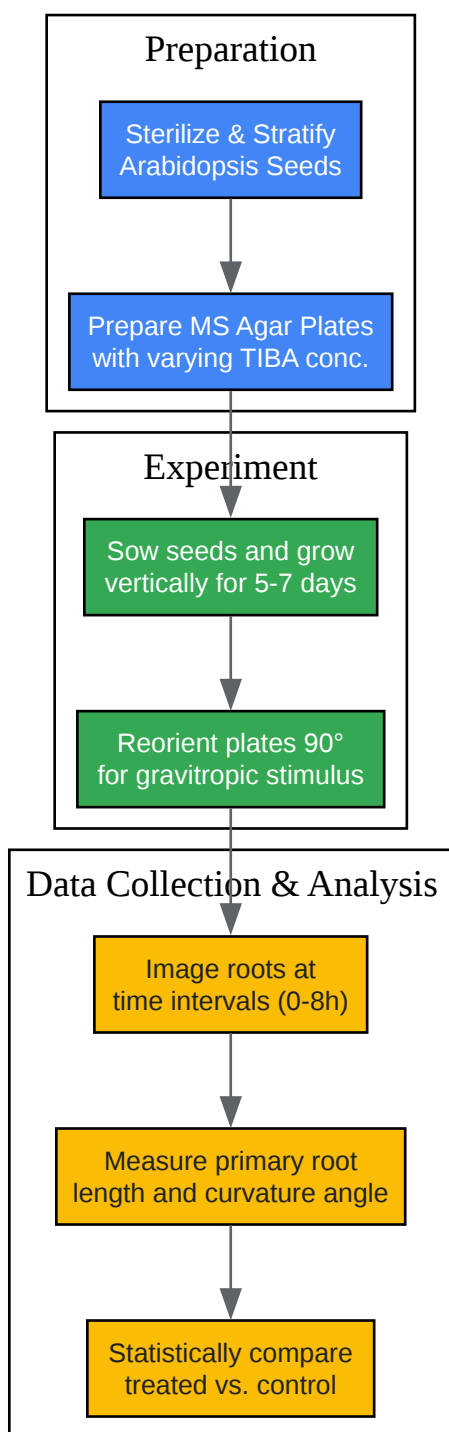 Preparation
Sterilize & Stratify
Arabidopsis Seeds
Prepare MS Agar Plates
with varying TIBA conc.
Experiment
Sow seeds and grow
vertically for 5-7 days
Reorient plates 90°
for gravitropic stimulus
Data Collection & Analysis
Image roots at
time intervals (0-8h)
Measure primary root
length and curvature angle
Statistically compare
treated vs. control